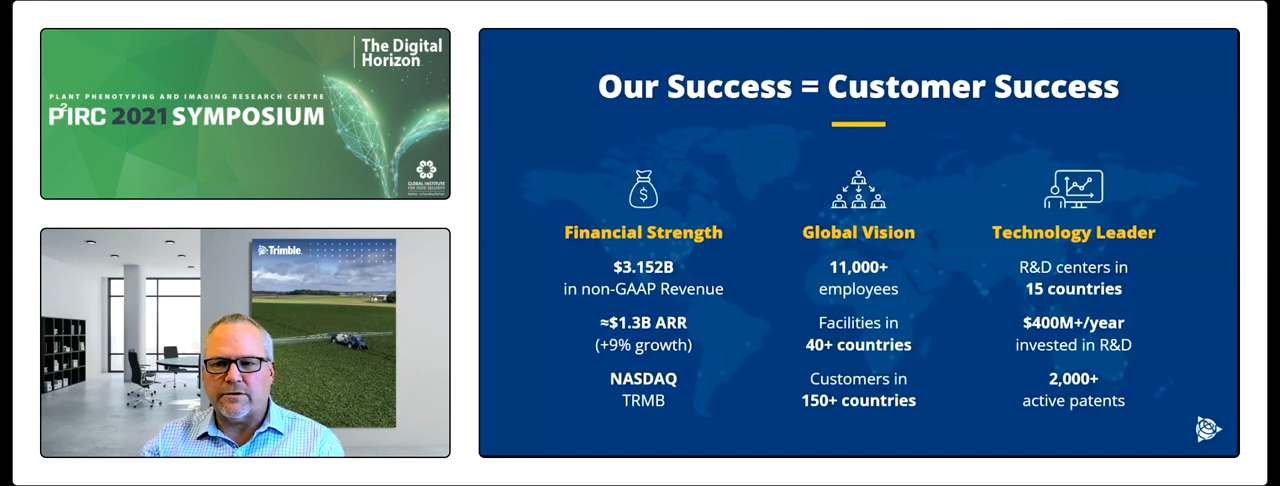 The Digital
Horizon
PLANT PHENOTYPING AND IMAGING RESEARCH CENTRE
P²IRC 2021 SYMPOSIUM
GLOBAL INSTITUTE
FOR FOOD SECURITY
Trimble
Our Success = Customer Success
Financial Strength
$3.152B
in non-GAAP Revenue
≈$1.3B ARR
(+9% growth)
NASDAQ
TRMB
Global Vision
11,000+
employees
Facilities in
40+ countries
Customers in
150+ countries
Technology Leader
R&D centers in
15 countries
$400M+/year
invested in R&D
2,000+
active patents